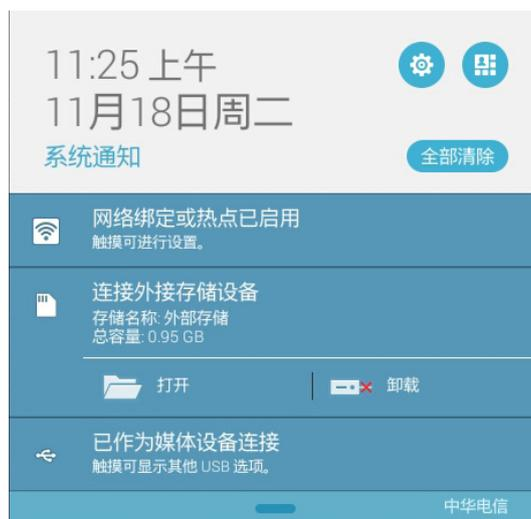 11:25 上午
11月18日周二
系统通知
全部清除
网络绑定或热点已启用
触摸可进行设置。
连接外接存储设备
存储名称: 外部存储
总容量: 0.95 GB
打开
卸载
已作为媒体设备连接
触摸可显示其他 USB 选项。
中华电信